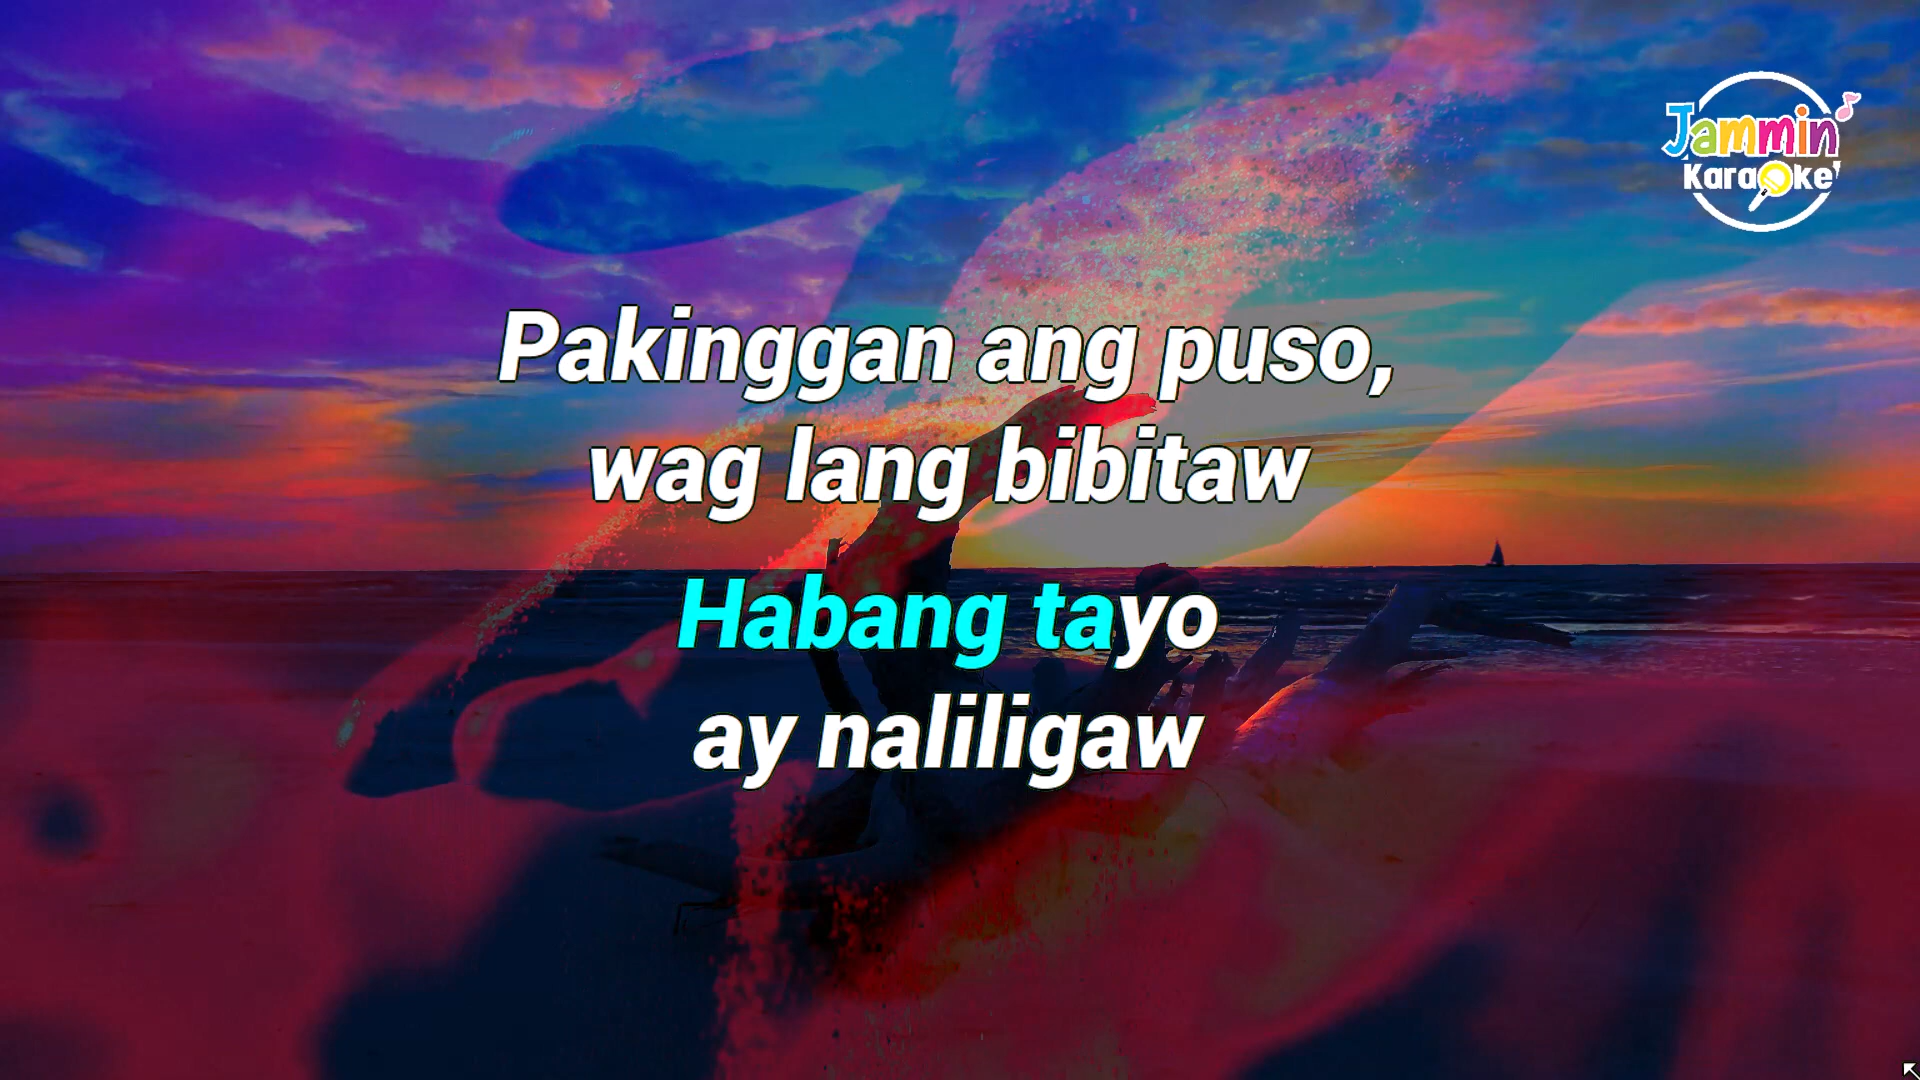 Jammin'
Karaoke
Pakinggan ang puso,
wag lang bibitaw
Habang tayo
ay naliligaw